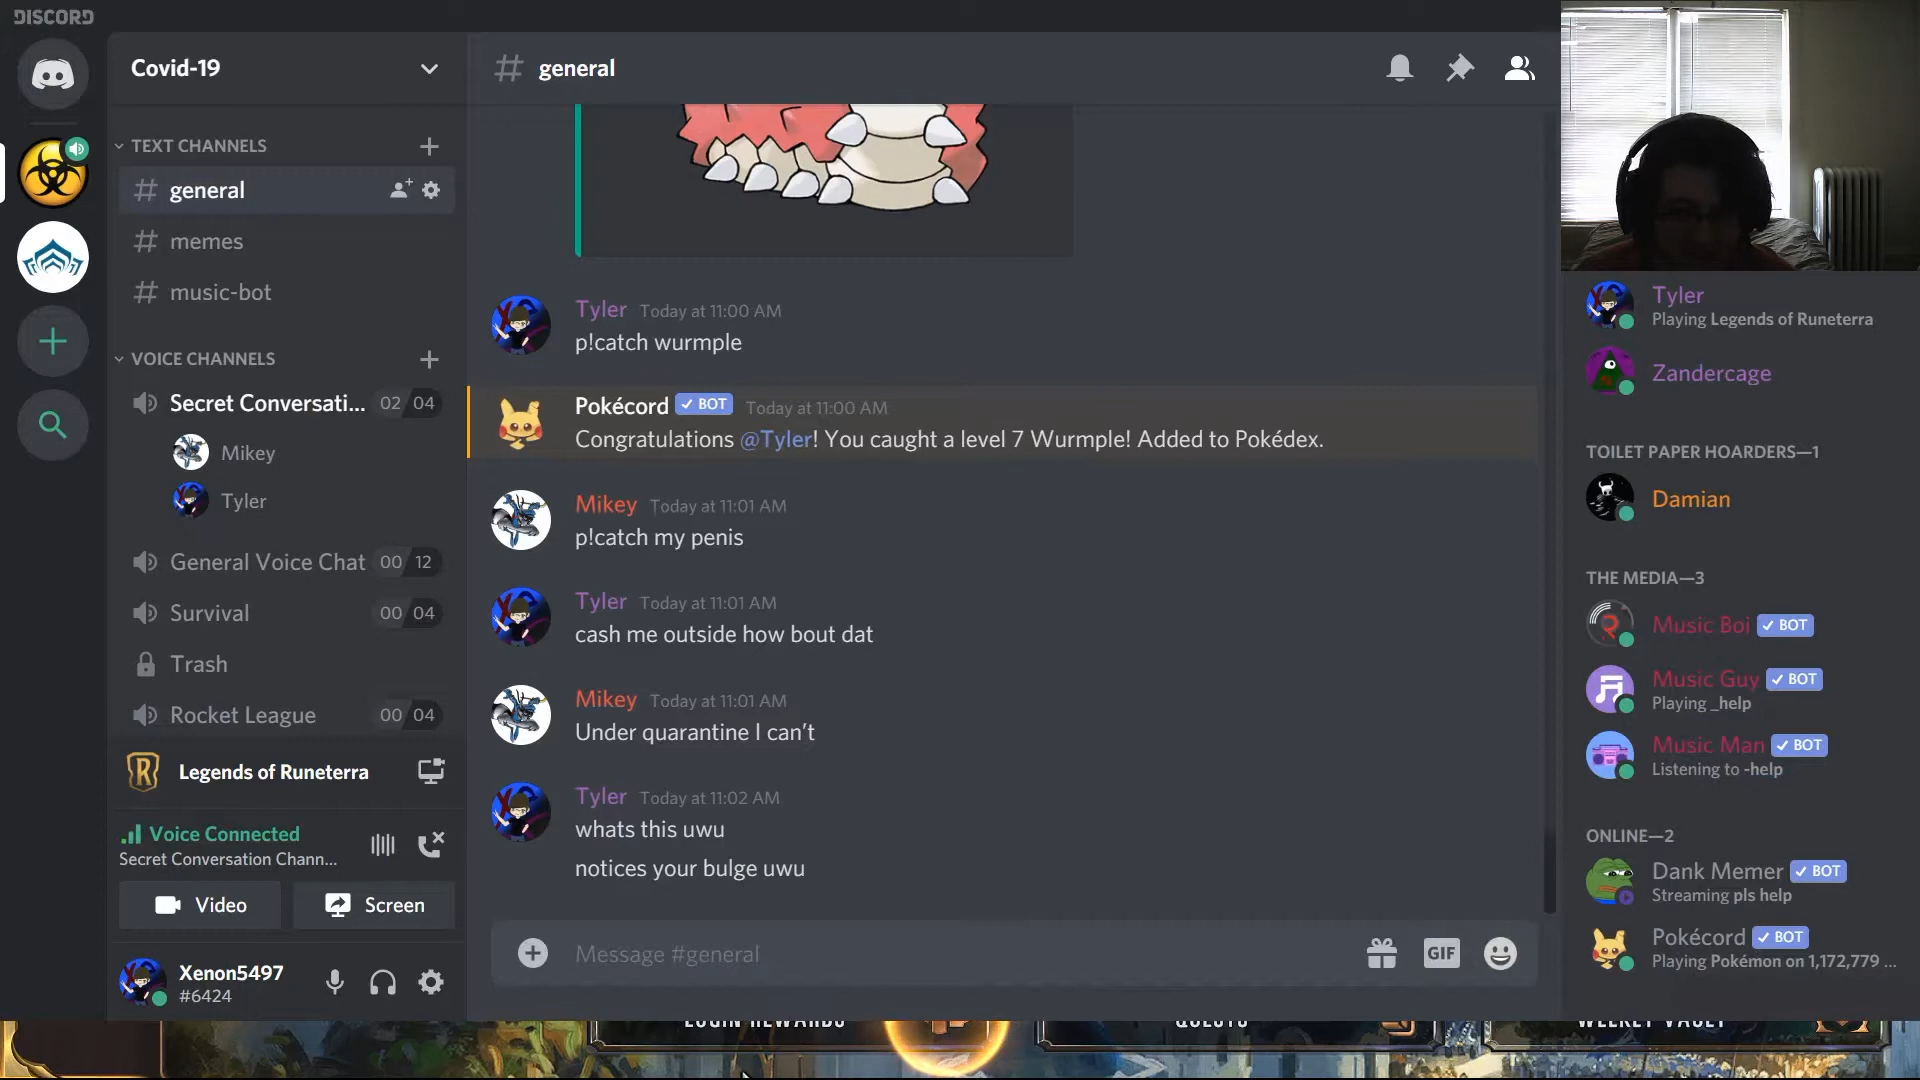 DISCORD
Covid-19
TEXT CHANNELS
general
memes
music-bot
VOICE CHANNELS
Secret Conversati... 02 04
Mikey
Tyler
General Voice Chat 00 12
Survival 00 04
Trash
Rocket League 00 04
Legends of Runeterra
Voice Connected
Secret Conversation Chann...
Video
Screen
Xenon5497
#6424
# general
Tyler Today at 11:00 AM
p!catch wurmple
Pokécord BOT Today at 11:00 AM
Congratulations @Tyler! You caught a level 7 Wurmple! Added to Pokédex.
Mikey Today at 11:01 AM
p!catch my penis
Tyler Today at 11:01 AM
cash me outside how bout dat
Mikey Today at 11:01 AM
Under quarantine I can't
Tyler Today at 11:02 AM
whats this uwu
notices your bulge uwu
Message #general
GIF
Tyler
Playing Legends of Runeterra
Zandercage
TOILET PAPER HOARDERS—1
Damian
THE MEDIA—3
Music Boi BOT
Music Guy BOT
Playing _help
Music Man BOT
Listening to -help
ONLINE—2
Dank Memer BOT
Streaming pls help
Pokécord BOT
Playing Pokémon on 1,172,779 ...
LOGIN REWARDS
QUESTS
WEEKLY VAULT